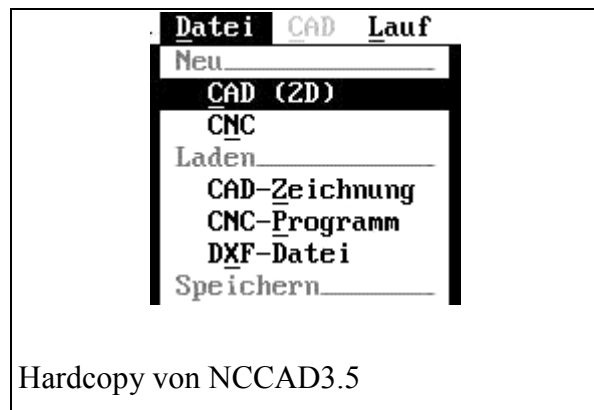 Datei CAD Lauf
Neu
CAD (2D)
CNC
Laden
CAD-Zeichnung
CNC-Programm
DXF-Datei
Speichern
Hardcopy von NCCAD3.5